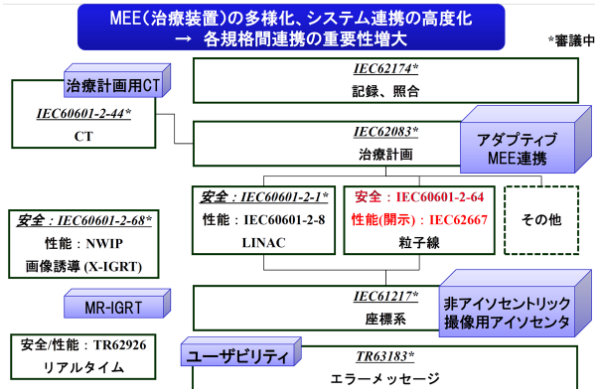 MEE（治療装置）の多様化、システム連携の高度化
→ 各規格間連携の重要性増大
*審議中
治療計画用CT
IEC60601-2-44*
CT
IEC62174*
記録、照合
IEC62083*
治療計画
アダプティブ
MEE連携
安全：IEC60601-2-68*
性能：NWIP
画像誘導 (X-IGRT)
安全：IEC60601-2-1*
性能：IEC60601-2-8
LINAC
安全：IEC60601-2-64
性能(開示)：IEC62667
粒子線
その他
MR-IGRT
IEC61217*
座標系
非アイソセントリック
撮像用アイソセンタ
安全/性能：TR62926
リアルタイム
ユーザビリティ
TR63183*
エラーメッセージ